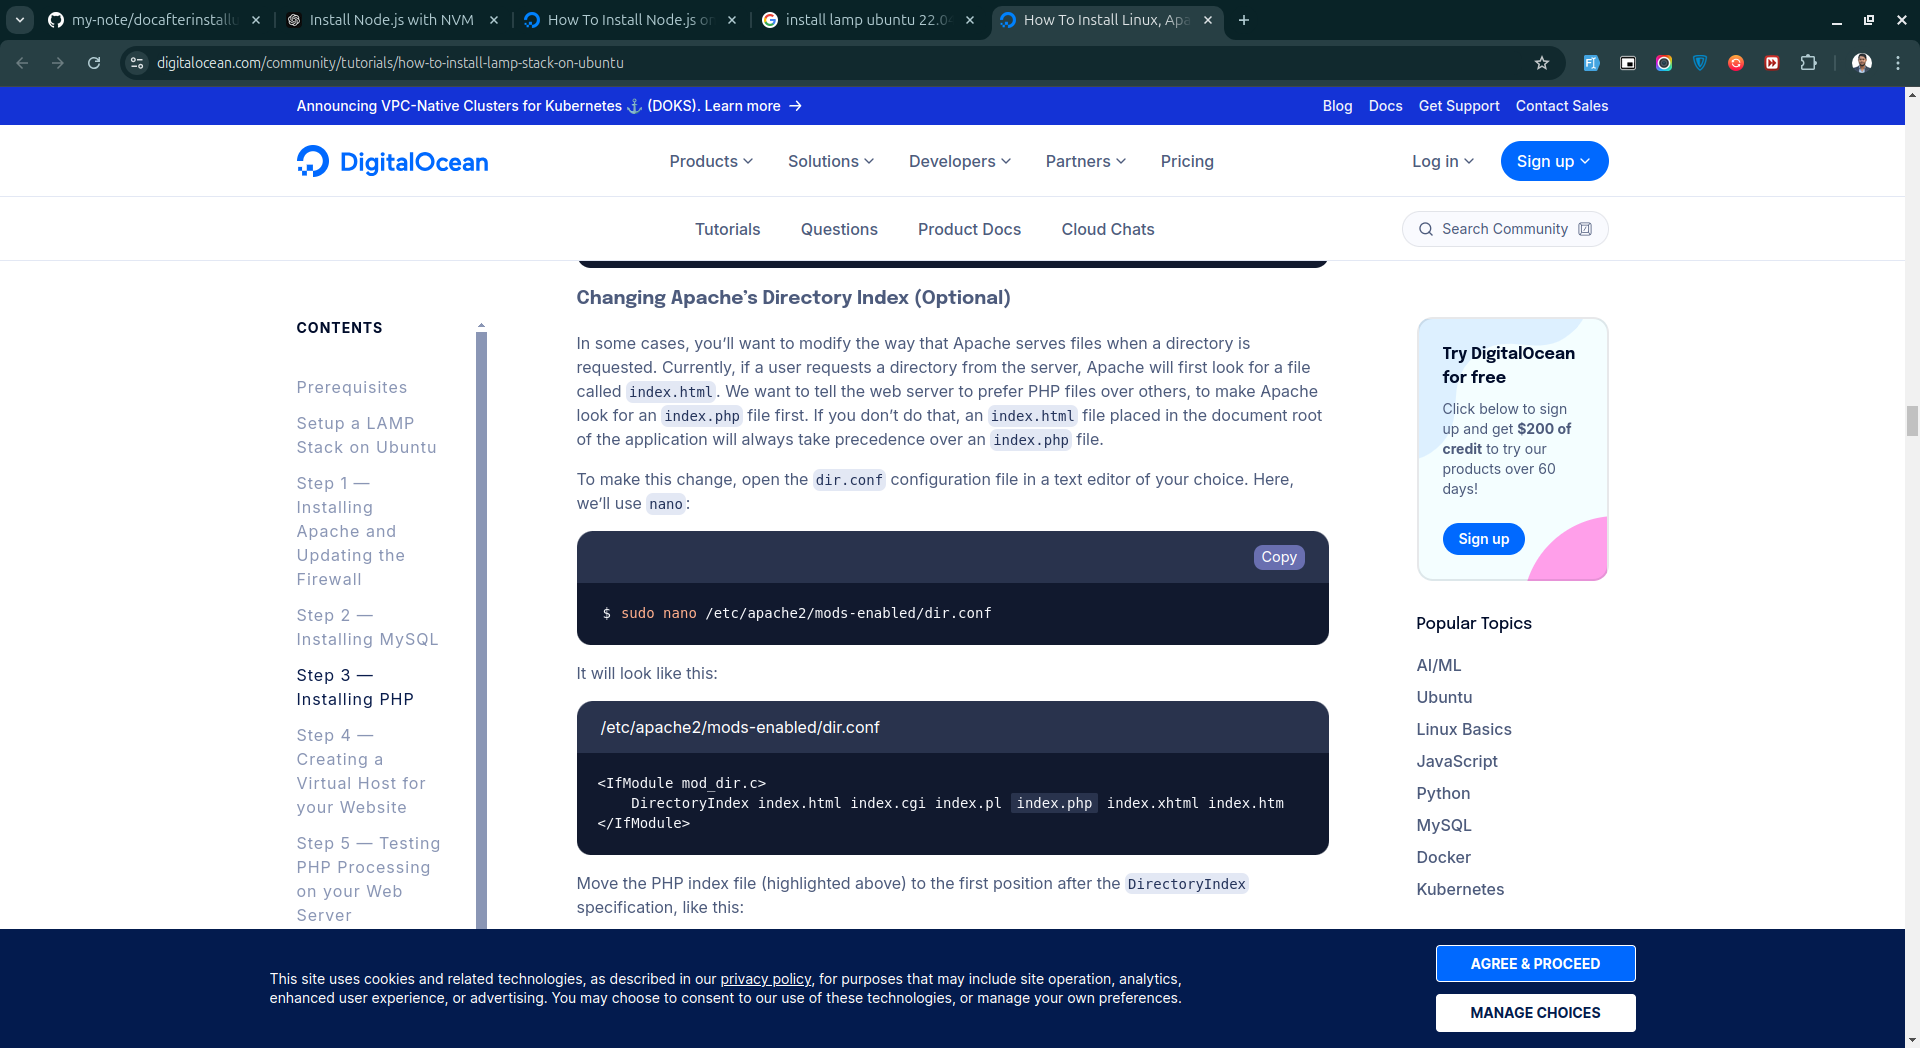 my-note/docafterinstallu
Install Node.js with NVM
How To Install Node.js on
install lamp ubuntu 22.04
How To Install Linux, Apa
digitalocean.com/community/tutorials/how-to-install-lamp-stack-on-ubuntu
Announcing VPC-Native Clusters for Kubernetes ⚓ (DOKS). Learn more →
Blog Docs Get Support Contact Sales
DigitalOcean
Products Solutions Developers Partners Pricing
Log in Sign up
Tutorials Questions Product Docs Cloud Chats
Search Community
CONTENTS
Prerequisites
Setup a LAMP
Stack on Ubuntu
Step 1 —
Installing
Apache and
Updating the
Firewall
Step 2 —
Installing MySQL
Step 3 —
Installing PHP
Step 4 —
Creating a
Virtual Host for
your Website
Step 5 — Testing
PHP Processing
on your Web
Server
Changing Apache’s Directory Index (Optional)
In some cases, you’ll want to modify the way that Apache serves files when a directory is
requested. Currently, if a user requests a directory from the server, Apache will first look for a file
called index.html. We want to tell the web server to prefer PHP files over others, to make Apache
look for an index.php file first. If you don’t do that, an index.html file placed in the document root
of the application will always take precedence over an index.php file.
To make this change, open the dir.conf configuration file in a text editor of your choice. Here,
we’ll use nano:
Copy
$ sudo nano /etc/apache2/mods-enabled/dir.conf
It will look like this:
/etc/apache2/mods-enabled/dir.conf
<IfModule mod_dir.c>
DirectoryIndex index.html index.cgi index.pl index.php index.xhtml index.htm
</IfModule>
Move the PHP index file (highlighted above) to the first position after the DirectoryIndex
specification, like this:
Try DigitalOcean
for free
Click below to sign
up and get $200 of
credit to try our
products over 60
days!
Sign up
Popular Topics
AI/ML
Ubuntu
Linux Basics
JavaScript
Python
MySQL
Docker
Kubernetes
This site uses cookies and related technologies, as described in our privacy policy, for purposes that may include site operation, analytics,
enhanced user experience, or advertising. You may choose to consent to our use of these technologies, or manage your own preferences.
AGREE & PROCEED
MANAGE CHOICES